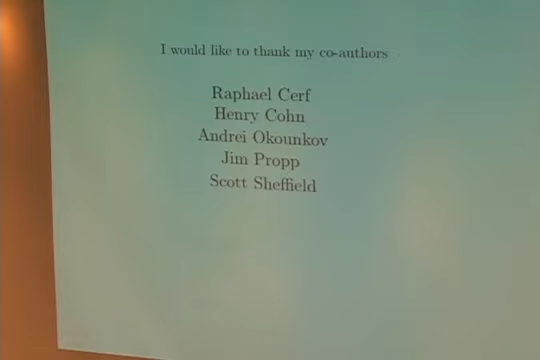 I would like to thank my co-authors
Raphael Cerf
Henry Cohn
Andrei Okounkov
Jim Propp
Scott Sheffield